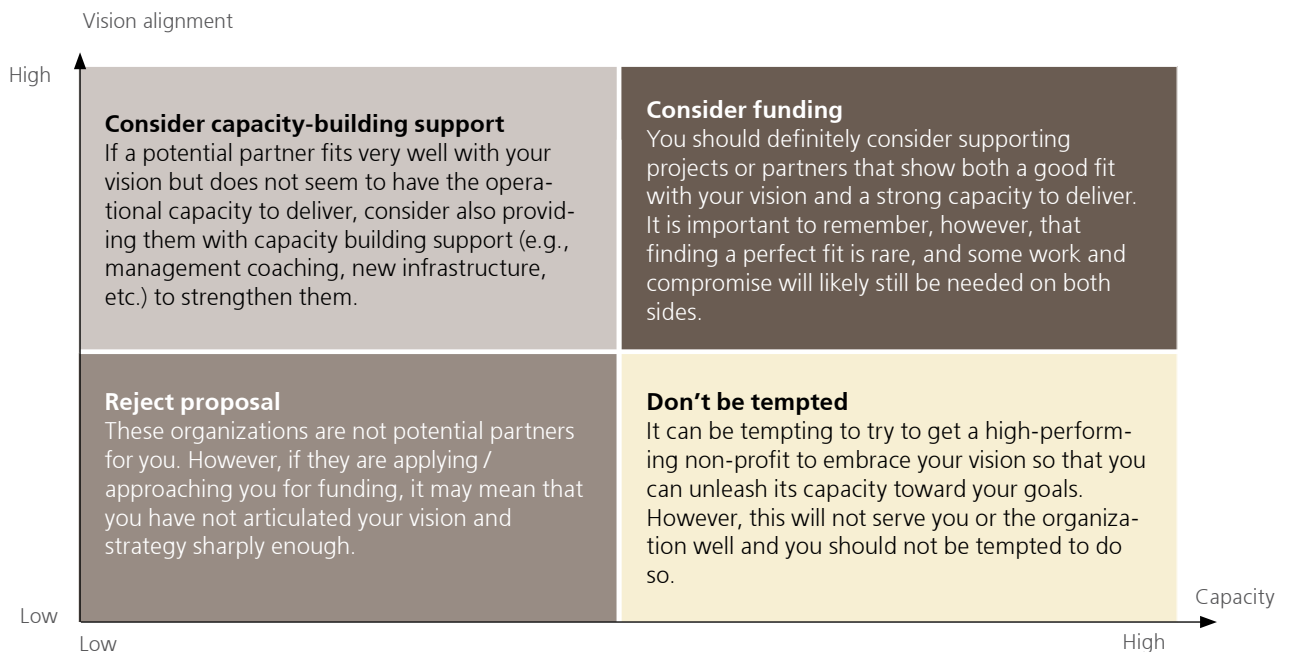 Vision alignment
High
Consider capacity-building support
If a potential partner fits very well with your
vision but does not seem to have the opera-
tional capacity to deliver, consider also provid-
ing them with capacity building support (e.g.,
management coaching, new infrastructure,
etc.) to strengthen them.
Consider funding
You should definitely consider supporting
projects or partners that show both a good fit
with your vision and a strong capacity to deliver.
It is important to remember, however, that
finding a perfect fit is rare, and some work and
compromise will likely still be needed on both
sides.
Reject proposal
These organizations are not potential partners
for you. However, if they are applying /
approaching you for funding, it may mean that
you have not articulated your vision and
strategy sharply enough.
Don’t be tempted
It can be tempting to try to get a high-perform-
ing non-profit to embrace your vision so that you
can unleash its capacity toward your goals.
However, this will not serve you or the organiza-
tion well and you should not be tempted to do
so.
Low
Capacity
Low
High